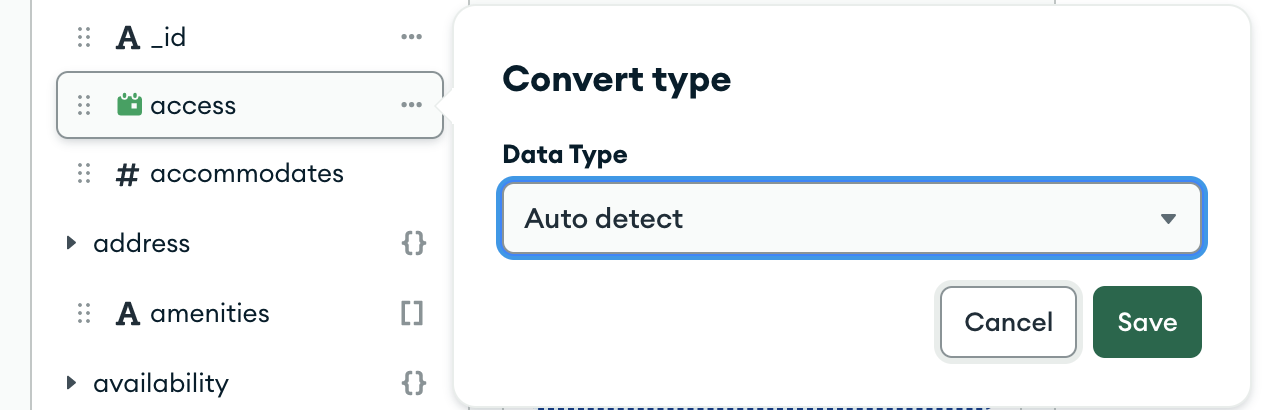 A _id ...
access ...
# accommodates
address {}
A amenities []
availability {}
Convert type
Data Type
Auto detect
Cancel
Save